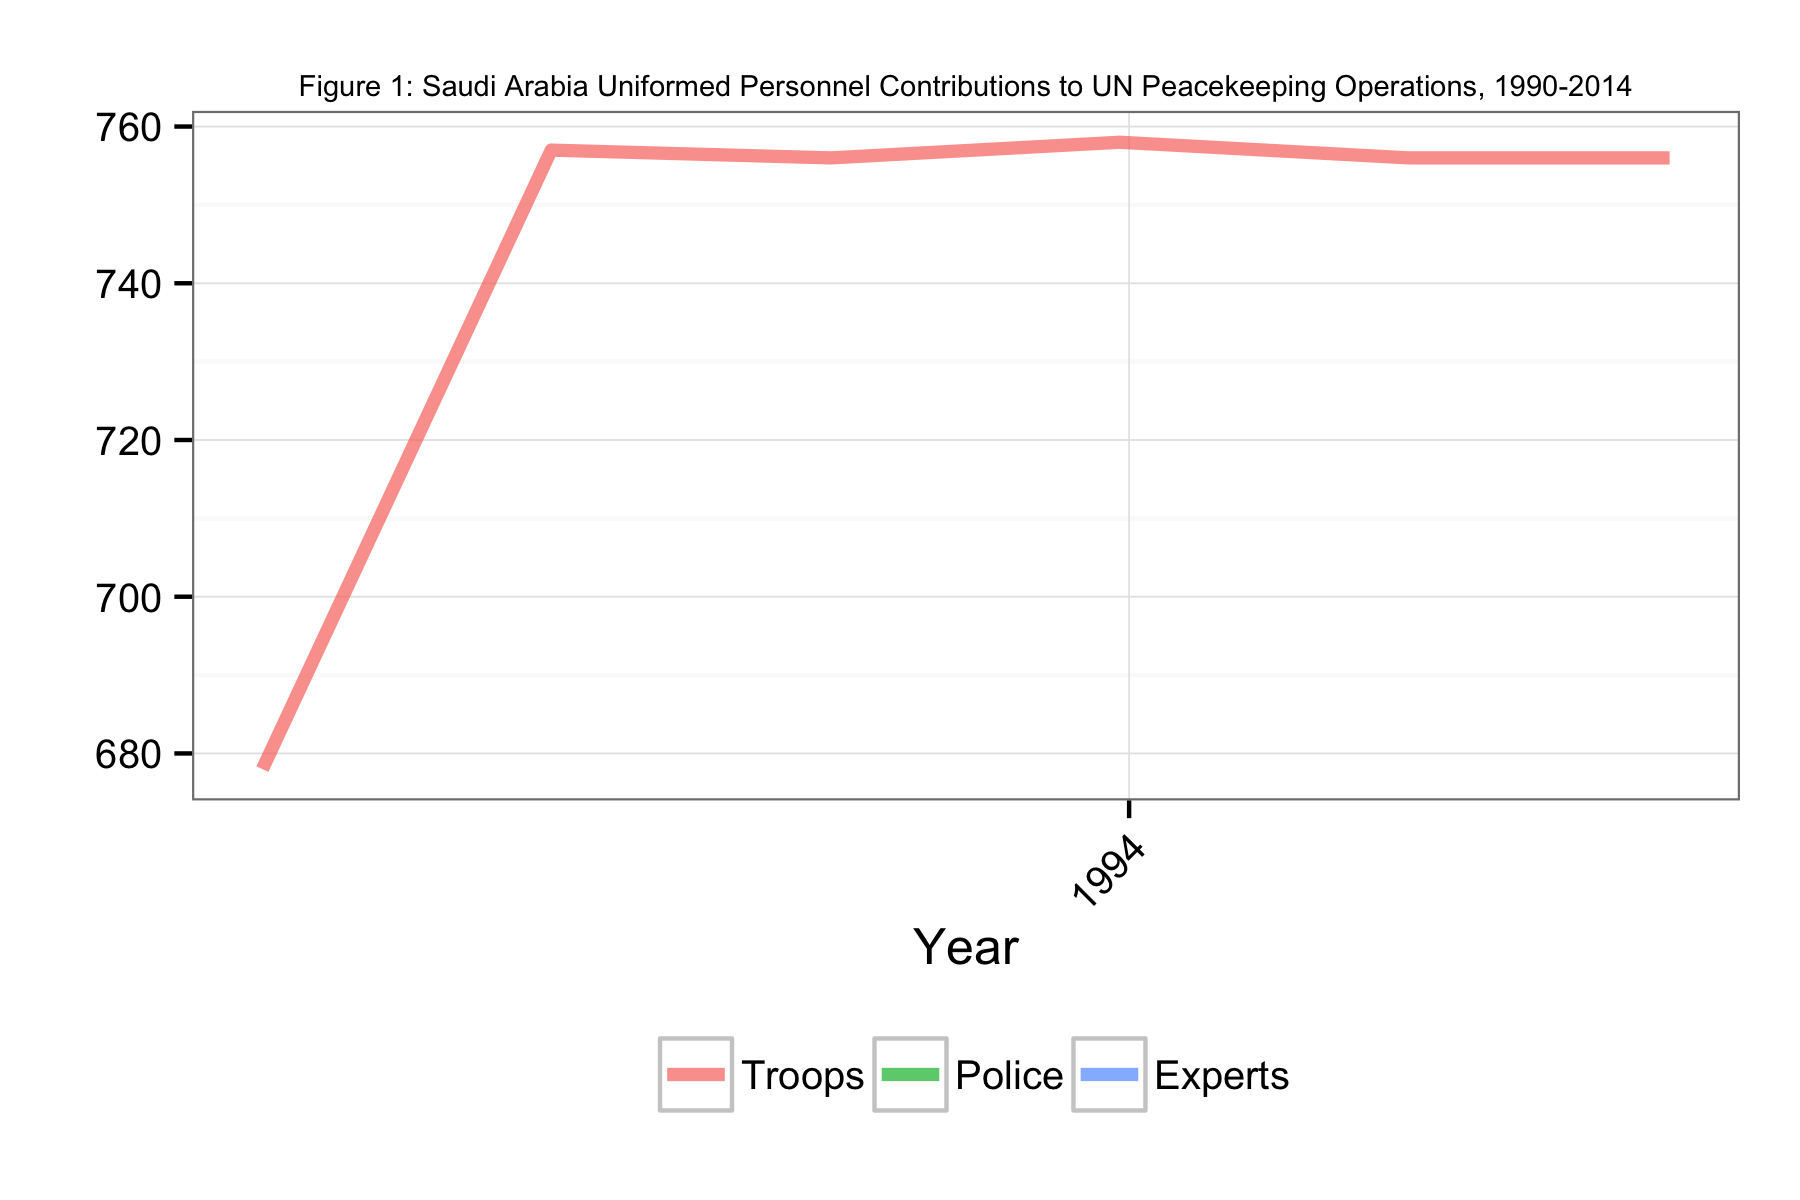 Figure 1: Saudi Arabia Uniformed Personnel Contributions to UN Peacekeeping Operations, 1990-2014
760
740
720
700
680
1994
Year
Troops Police Experts